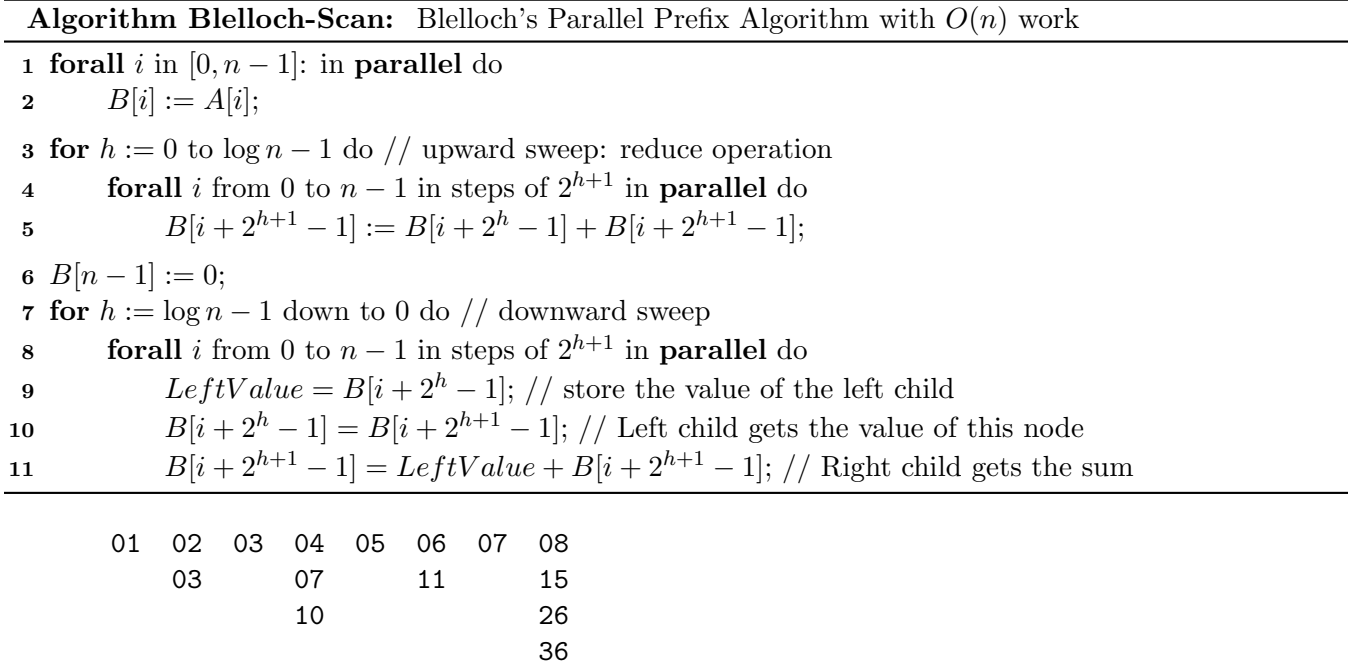 Algorithm Blelloch-Scan: Blelloch's Parallel Prefix Algorithm with $O(n)$ work
1 forall $i$ in $[0, n-1]$: in parallel do
2 $B[i] := A[i]$;
3 for $h := 0$ to $\log n - 1$ do // upward sweep: reduce operation
4 forall $i$ from 0 to $n-1$ in steps of $2^{h+1}$ in parallel do
5 $B[i + 2^{h+1} - 1] := B[i + 2^h - 1] + B[i + 2^{h+1} - 1]$;
6 $B[n-1] := 0$;
7 for $h := \log n - 1$ down to 0 do // downward sweep
8 forall $i$ from 0 to $n-1$ in steps of $2^{h+1}$ in parallel do
9 $LeftValue = B[i + 2^h - 1]$; // store the value of the left child
10 $B[i + 2^h - 1] = B[i + 2^{h+1} - 1]$; // Left child gets the value of this node
11 $B[i + 2^{h+1} - 1] = LeftValue + B[i + 2^{h+1} - 1]$; // Right child gets the sum
01 02 03 04 05 06 07 08
03 07 11 15
10 26
36